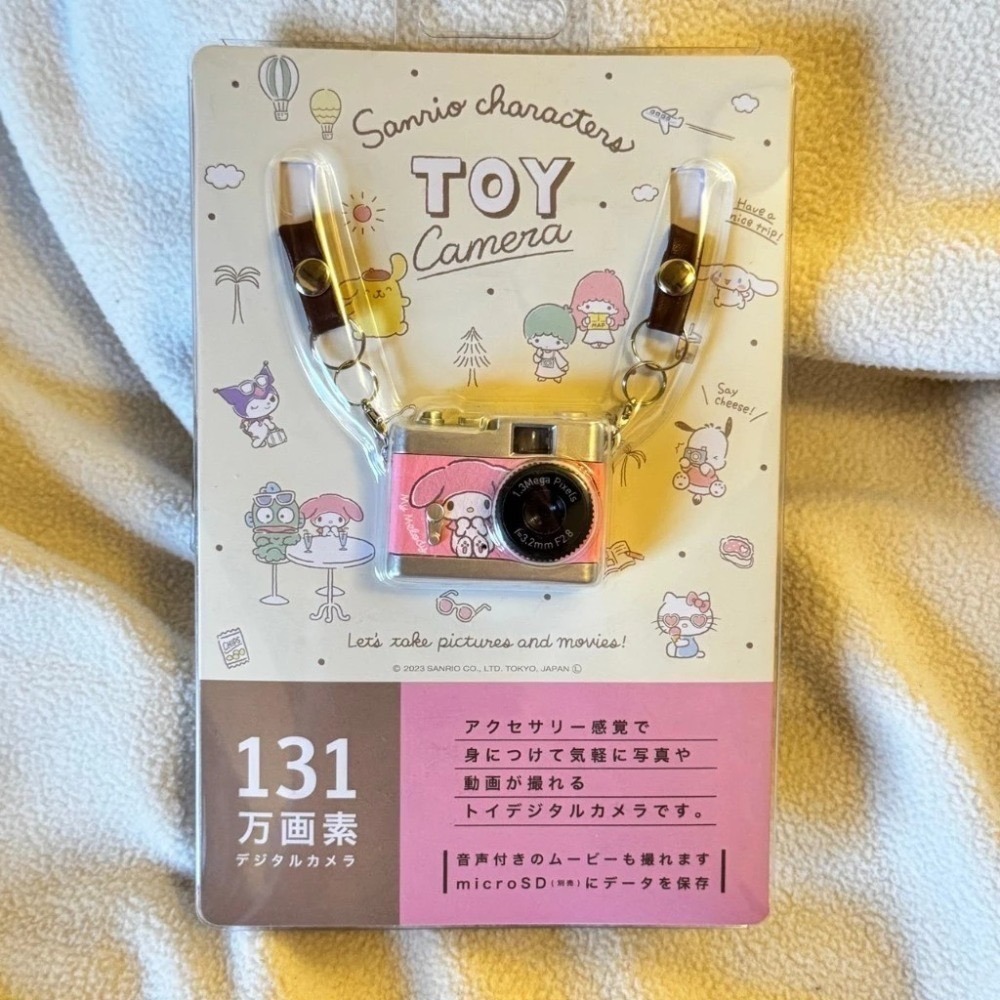 Sanrio characters
TOY
Camera
Have a
nice trip!
MAP
Say
cheese!
1.3Mega Pixels
f=3.2mm F2.8
My Melody
CHIPS
Let's take pictures and movies!
© 2023 SANRIO CO., LTD. TOKYO, JAPAN Ⓛ
131
万画素
デジタルカメラ
アクセサリー感覚で
身につけて気軽に写真や
動画が撮れる
トイデジタルカメラです。
音声付きのムービーも撮れます
microSD(別売)にデータを保存